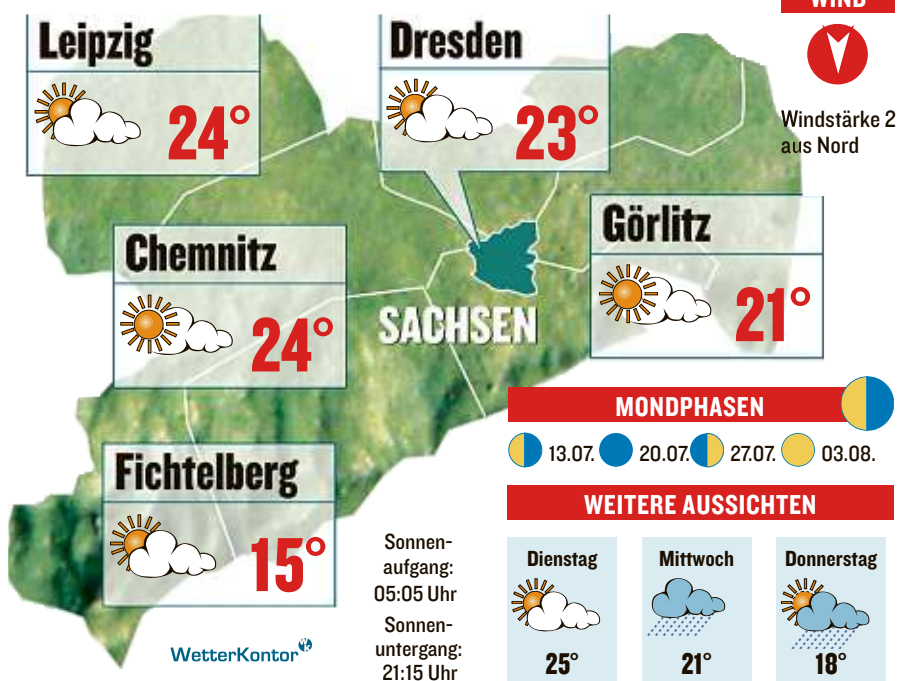 WIND
Windstärke 2
aus Nord
Leipzig
24°
Dresden
23°
Chemnitz
24°
Görlitz
21°
SACHSEN
Fichtelberg
15°
WetterKontor
Sonnen-
aufgang:
05:05 Uhr
Sonnen-
untergang:
21:15 Uhr
MONDPHASEN
13.07. 20.07. 27.07. 03.08.
WEITERE AUSSICHTEN
Dienstag Mittwoch Donnerstag
25° 21° 18°